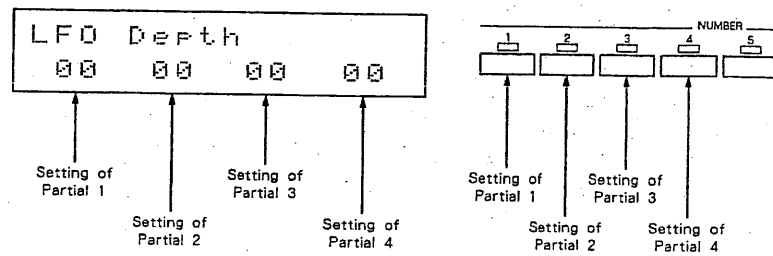 LFO Depth
00 00 00 00
Setting of
Partial 1
Setting of
Partial 2
Setting of
Partial 3
Setting of
Partial 4
NUMBER
1 2 3 4 5
Setting of
Partial 1
Setting of
Partial 2
Setting of
Partial 3
Setting of
Partial 4